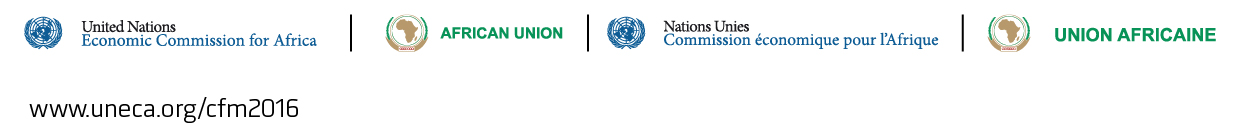 United Nations
Economic Commission for Africa
AFRICAN UNION
Nations Unies
Commission économique pour l'Afrique
UNION AFRICAINE
www.uneca.org/cfm2016